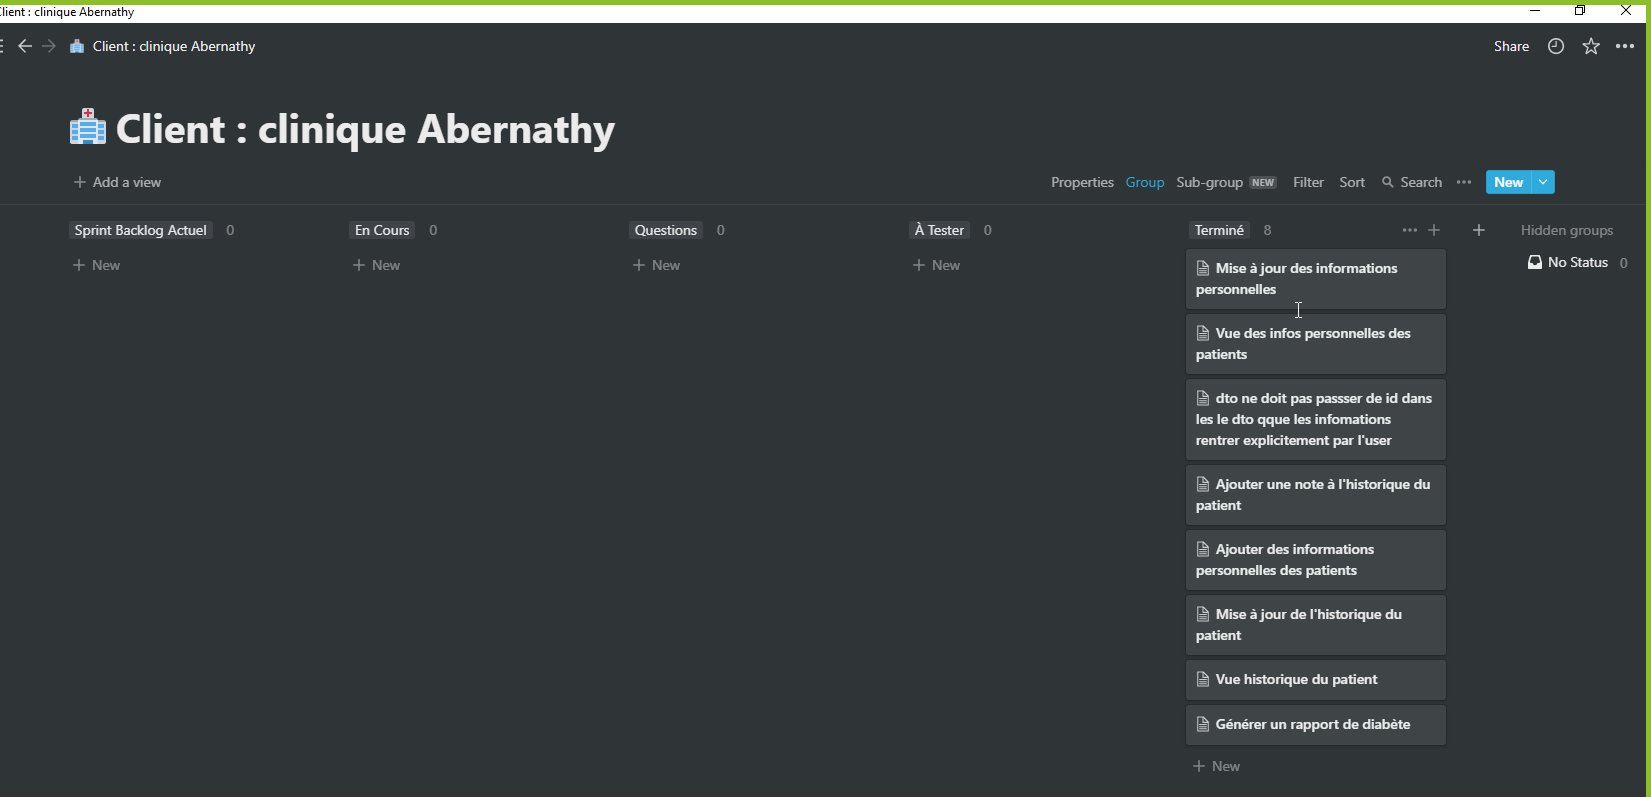 Client : clinique Abernathy
Client : clinique Abernathy
Share
Client : clinique Abernathy
Add a view
Properties Group Sub-group NEW Filter Sort Search New
Sprint Backlog Actuel 0
New
En Cours 0
New
Questions 0
New
À Tester 0
New
Terminé 8
Mise à jour des informations
personnelles
Vue des infos personnelles des
patients
dto ne doit pas passser de id dans
les le dto qque les infomations
rentrer explicitement par l'user
Ajouter une note à l'historique du
patient
Ajouter des informations
personnelles des patients
Mise à jour de l'historique du
patient
Vue historique du patient
Générer un rapport de diabète
New
Hidden groups
No Status 0